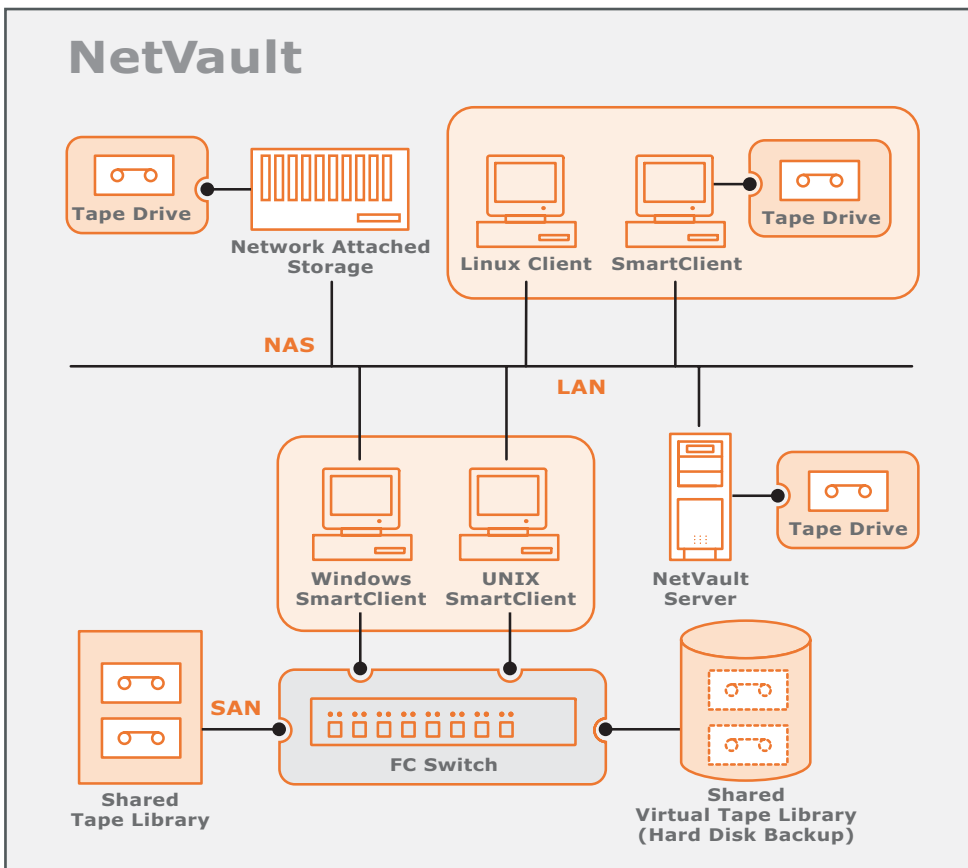 NetVault
Tape Drive
Network Attached
Storage
Linux Client
SmartClient
Tape Drive
NAS
LAN
Windows
SmartClient
UNIX
SmartClient
NetVault
Server
Tape Drive
SAN
FC Switch
Shared
Tape Library
Shared
Virtual Tape Library
(Hard Disk Backup)